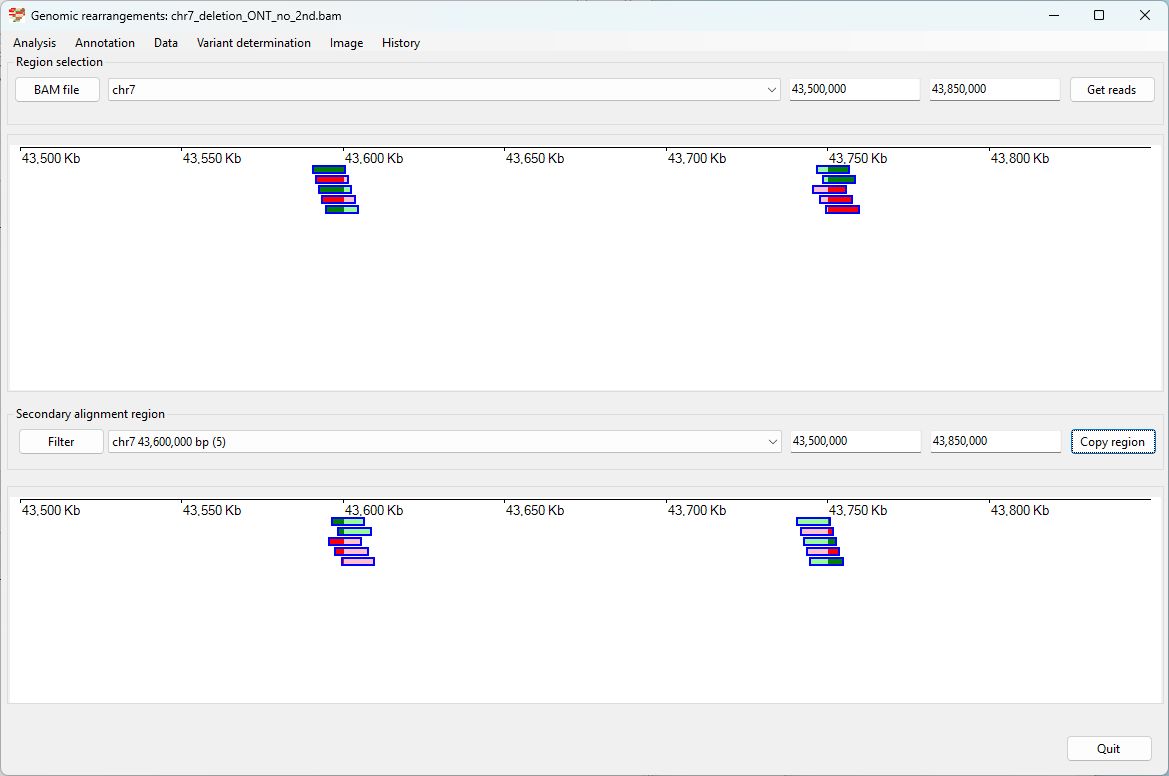 Genomic rearrangements: chr7_deletion_ONT_no_2nd.bam
Analysis Annotation Data Variant determination Image History
Region selection
BAM file chr7 43,500,000 43,850,000 Get reads
43,500 Kb 43,550 Kb 43,600 Kb 43,650 Kb 43,700 Kb 43,750 Kb 43,800 Kb
Secondary alignment region
Filter chr7 43,600,000 bp (5) 43,500,000 43,850,000 Copy region
43,500 Kb 43,550 Kb 43,600 Kb 43,650 Kb 43,700 Kb 43,750 Kb 43,800 Kb
Quit